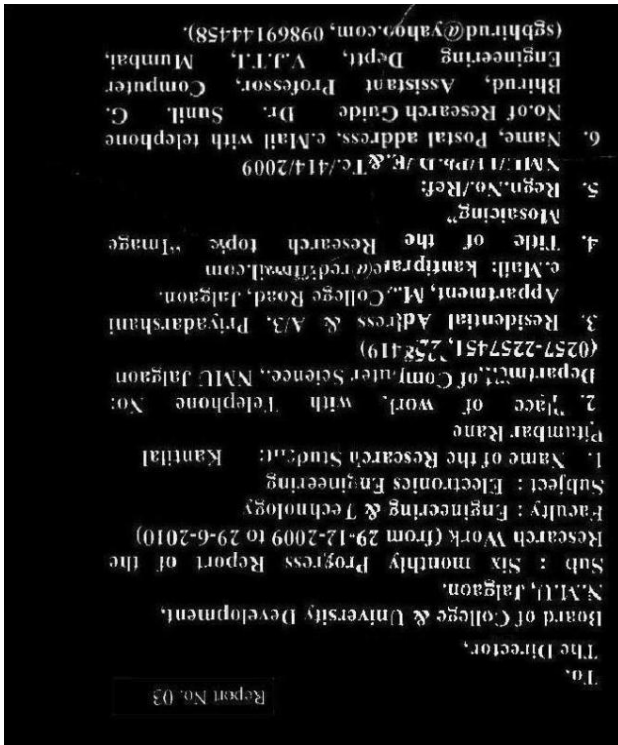 Report No. 03
To,
The Director,
Board of College & University Development,
N.M.U, Jalgaon.
Sub : Six monthly Progress Report of the
Research Work (from 29-12-2009 to 29-6-2010)
Faculty : Engineering & Technology
Subject : Electronics Engineering
1. Name of the Research Student: Kantilal
Pitambar Rane
2. Place of work, with Telephone No:
Department of Computer Science., NMU Jalgaon
(0257-2257451, 2258419)
3. Residential Address & A/3, Priyadarshani
Appartment, M.J. College Road, Jalgaon.
e.Mail: kantiprare@rediffmail.com
4. Title of the Research topic "Image
Mosaicing"
5. Regn.No./Ref:
NMU/11/Ph.D./E.&Tc./414/2009
6. Name, Postal address, e.Mail with telephone
No.of Research Guide Dr. Sunil. G.
Bhirud, Assistant Professor, Computer
Engineering Deptt, V.J.T.I., Mumbai,
(sgbhirud@yahoo.com, 09869144458).